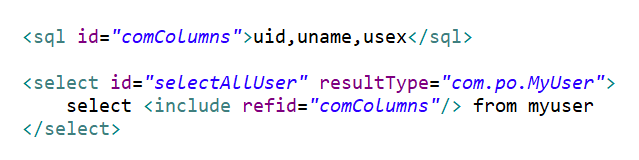 <sql id="comColumns">uid,uname,usex</sql>
<select id="selectAllUser" resultType="com.po.MyUser">
select <include refid="comColumns"/> from myuser
</select>